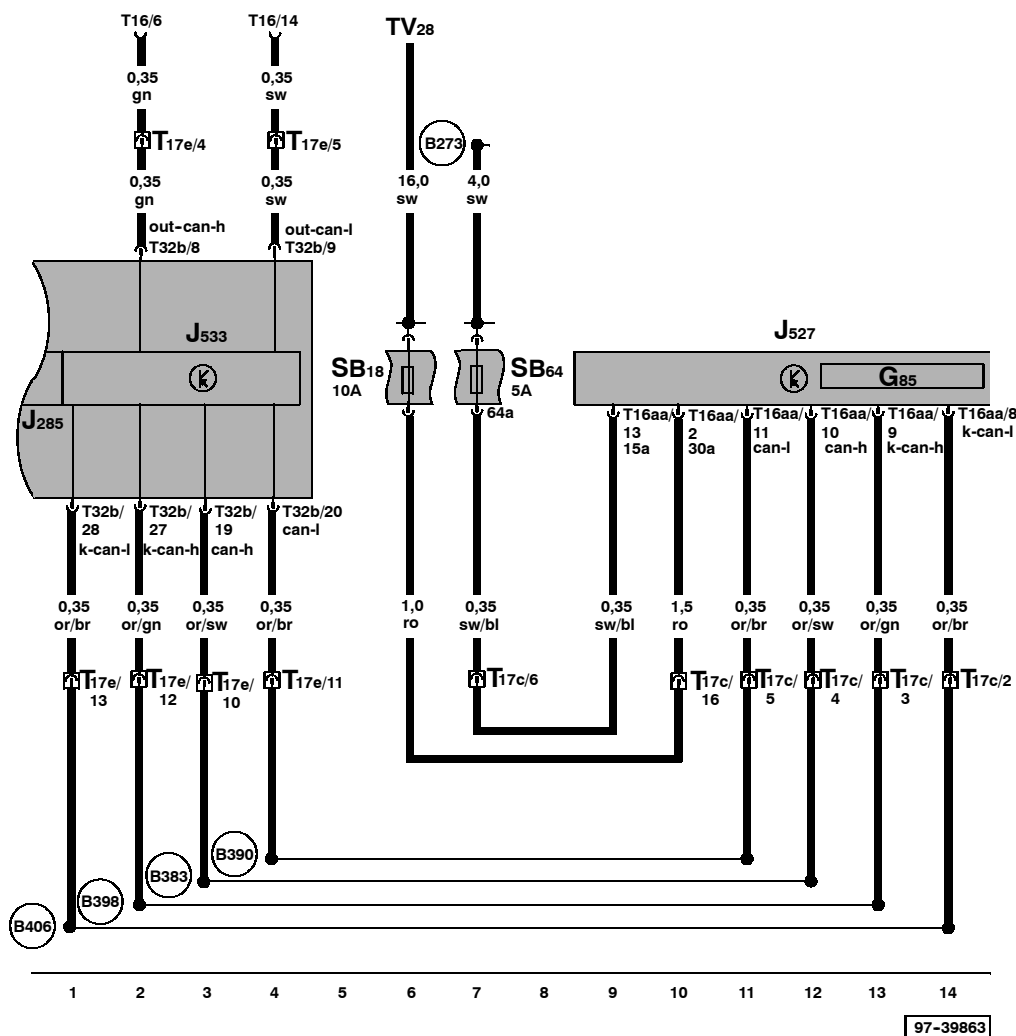 T16/6
T16/14
TV28
0,35
gn
0,35
sw
T17e/4
T17e/5
B273
0,35
gn
0,35
sw
16,0
sw
4,0
sw
out-can-h
T32b/8
out-can-l
T32b/9
J533
J285
SB18
10A
SB64
5A
64a
J527
G85
T16aa/
13
15a
T16aa/
2
30a
T16aa/
11
can-l
T16aa/
10
can-h
T16aa/
9
k-can-h
T16aa/8
k-can-l
T32b/
28
k-can-l
T32b/
27
k-can-h
T32b/
19
can-h
T32b/20
can-l
0,35
or/br
0,35
or/gn
0,35
or/sw
0,35
or/br
1,0
ro
0,35
sw/bl
0,35
sw/bl
1,5
ro
0,35
or/br
0,35
or/sw
0,35
or/gn
0,35
or/br
T17e/
13
T17e/
12
T17e/
10
T17e/11
T17c/6
T17c/
16
T17c/
5
T17c/
4
T17c/
3
T17c/2
B390
B383
B398
B406
1 2 3 4 5 6 7 8 9 10 11 12 13 14
97-39863